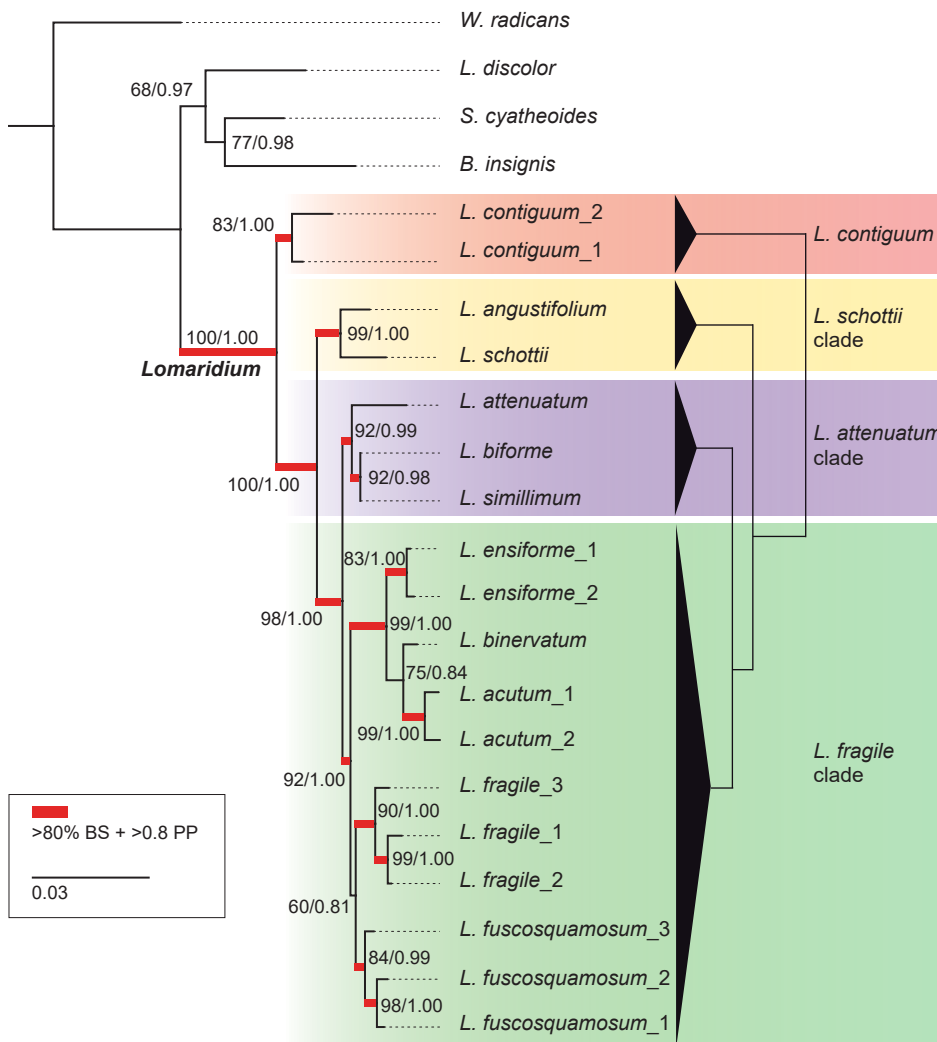 W. radicans
L. discolor
68/0.97
S. cyatheoides
77/0.98
B. insignis
L. contiguum_2
83/1.00
L. contiguum
L. contiguum_1
L. angustifolium
L. schottii
clade
99/1.00
100/1.00
L. schottii
Lomaridium
L. attenuatum
L. attenuatum
clade
92/0.99
L. biforme
92/0.98
100/1.00
L. simillimum
L. ensiforme_1
83/1.00
L. ensiforme_2
98/1.00
99/1.00
L. binervatum
75/0.84
L. acutum_1
99/1.00
L. acutum_2
L. fragile
clade
92/1.00
L. fragile_3
90/1.00
L. fragile_1
>80% BS + >0.8 PP
99/1.00
L. fragile_2
0.03
60/0.81
L. fuscosquamosum_3
84/0.99
L. fuscosquamosum_2
98/1.00
L. fuscosquamosum_1